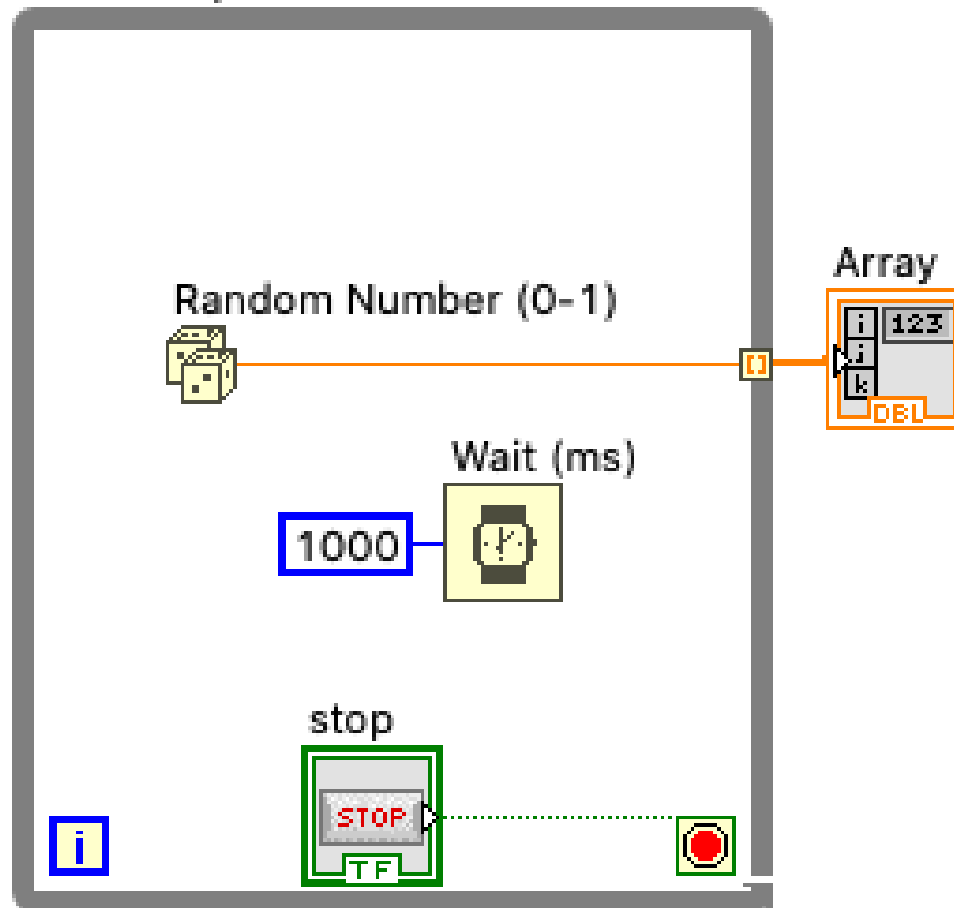 Array
Random Number (0-1)
i
123
j
k
DBL
Wait (ms)
1000
stop
STOP
TF
i